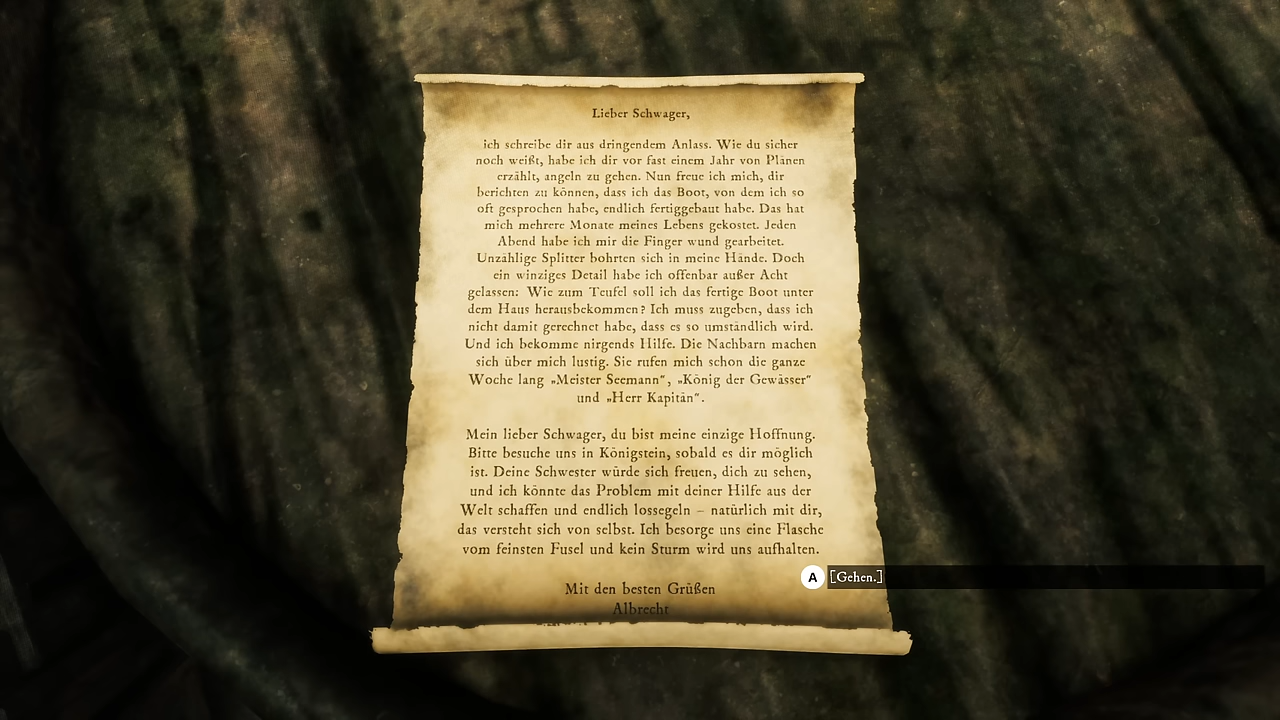 Lieber Schwager,
ich schreibe dir aus dringendem Anlass. Wie du sicher
noch weißt, habe ich dir vor fast einem Jahr von Plänen
erzählt, angeln zu gehen. Nun freue ich mich, dir
berichten zu können, dass ich das Boot, von dem ich so
oft gesprochen habe, endlich fertiggebaut habe. Das hat
mich mehrere Monate meines Lebens gekostet. Jeden
Abend habe ich mir die Finger wund gearbeitet.
Unzählige Splitter bohrten sich in meine Hände. Doch
ein winziges Detail habe ich offenbar außer Acht
gelassen: Wie zum Teufel soll ich das fertige Boot unter
dem Haus herausbekommen? Ich muss zugeben, dass ich
nicht damit gerechnet habe, dass es so umständlich wird.
Und ich bekomme nirgends Hilfe. Die Nachbarn machen
sich über mich lustig. Sie rufen mich schon die ganze
Woche lang „Meister Seemann“, „König der Gewässer“
und „Herr Kapitän“.
Mein lieber Schwager, du bist meine einzige Hoffnung.
Bitte besuche uns in Königstein, sobald es dir möglich
ist. Deine Schwester würde sich freuen, dich zu sehen,
und ich könnte das Problem mit deiner Hilfe aus der
Welt schaffen und endlich lossegeln – natürlich mit dir,
das versteht sich von selbst. Ich besorge uns eine Flasche
vom feinsten Fusel und kein Sturm wird uns aufhalten.
Mit den besten Grüßen
Albrecht
A [Gehen.]